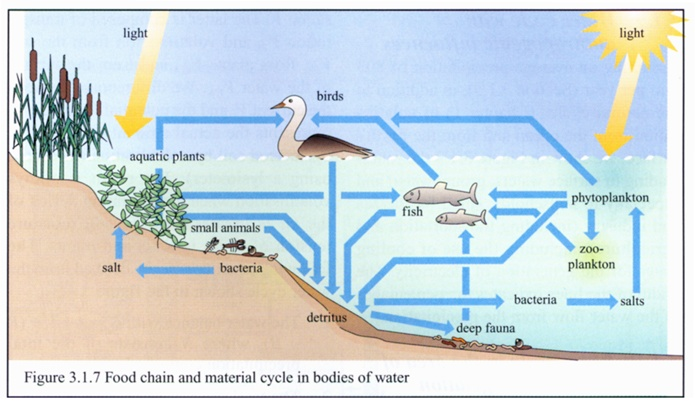 light
light
birds
aquatic plants
fish
phytoplankton
small animals
zoo-
plankton
salt
bacteria
bacteria
salts
detritus
deep fauna
Figure 3.1.7 Food chain and material cycle in bodies of water